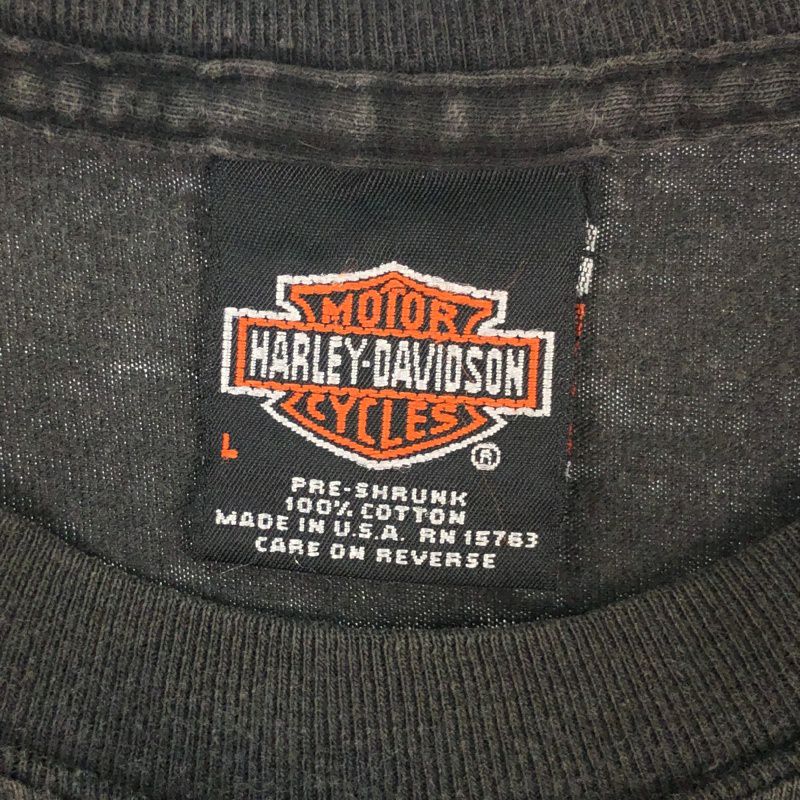 MOTOR
HARLEY-DAVIDSON
CYCLES
L
®
PRE-SHRUNK
100% COTTON
MADE IN U.S.A. RN 15763
CARE ON REVERSE